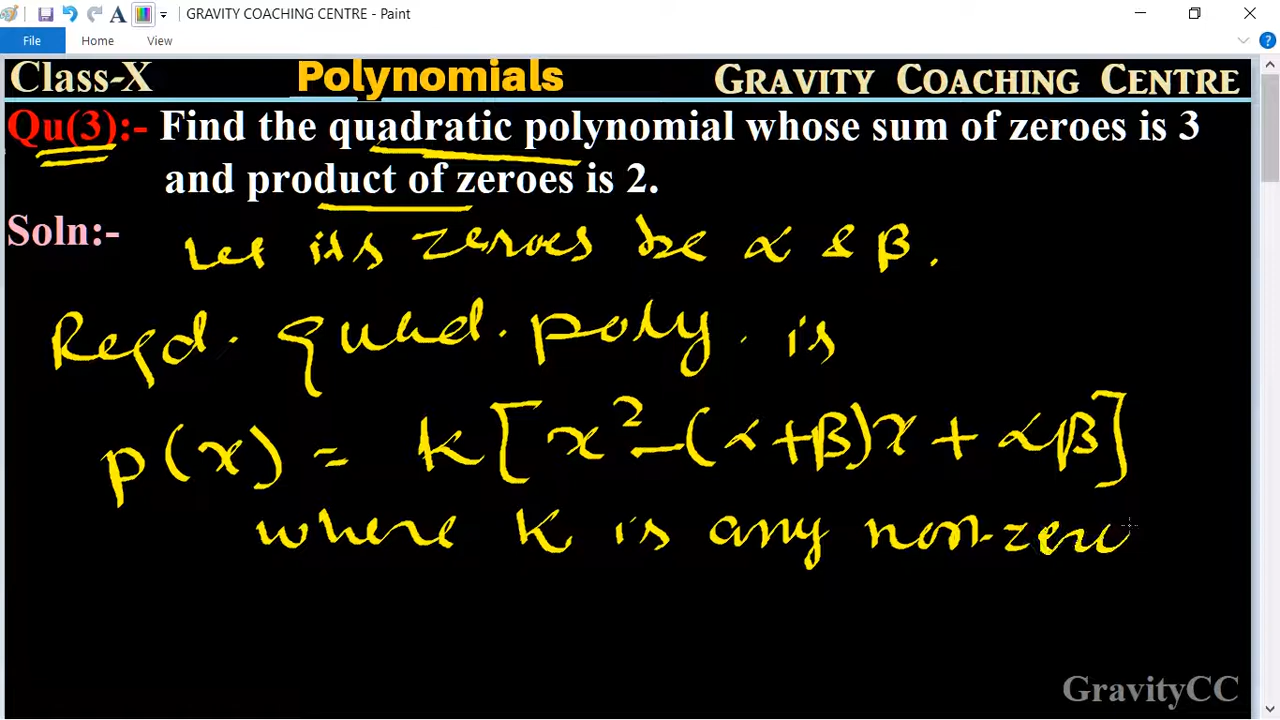 GRAVITY COACHING CENTRE - Paint
File Home View
Class-X Polynomials GRAVITY COACHING CENTRE
Qu(3):- Find the quadratic polynomial whose sum of zeroes is 3
and product of zeroes is 2.
Soln:- Let its zeroes be α & β.
Reqd. quad. poly. is
p(x) = k[x²-(α+β)x + αβ]
where k is any non-zero
GravityCC